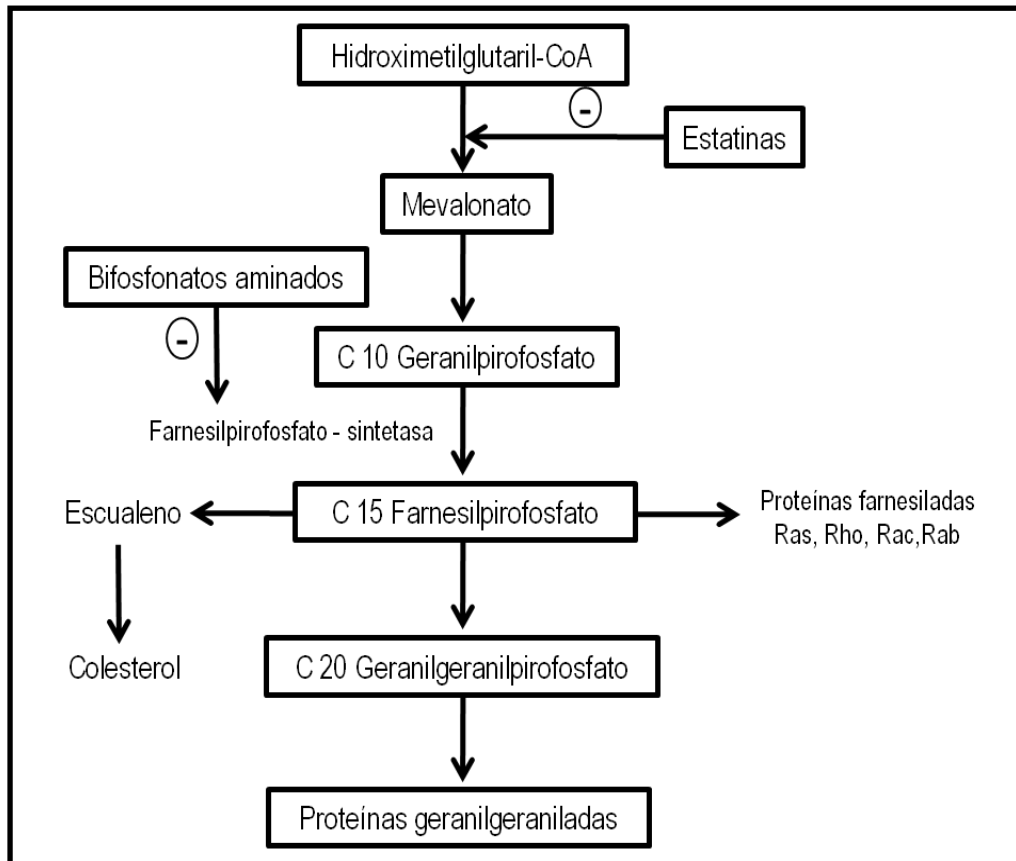 Hidroximetilglutaril-CoA
-
Estatinas
Mevalonato
Bifosfonatos aminados
-
C 10 Geranilpirofosfato
Farnesilpirofosfato - sintetasa
Escualeno
C 15 Farnesilpirofosfato
Proteínas farnesiladas
Ras, Rho, Rac,Rab
Colesterol
C 20 Geranilgeranilpirofosfato
Proteínas geranilgeraniladas